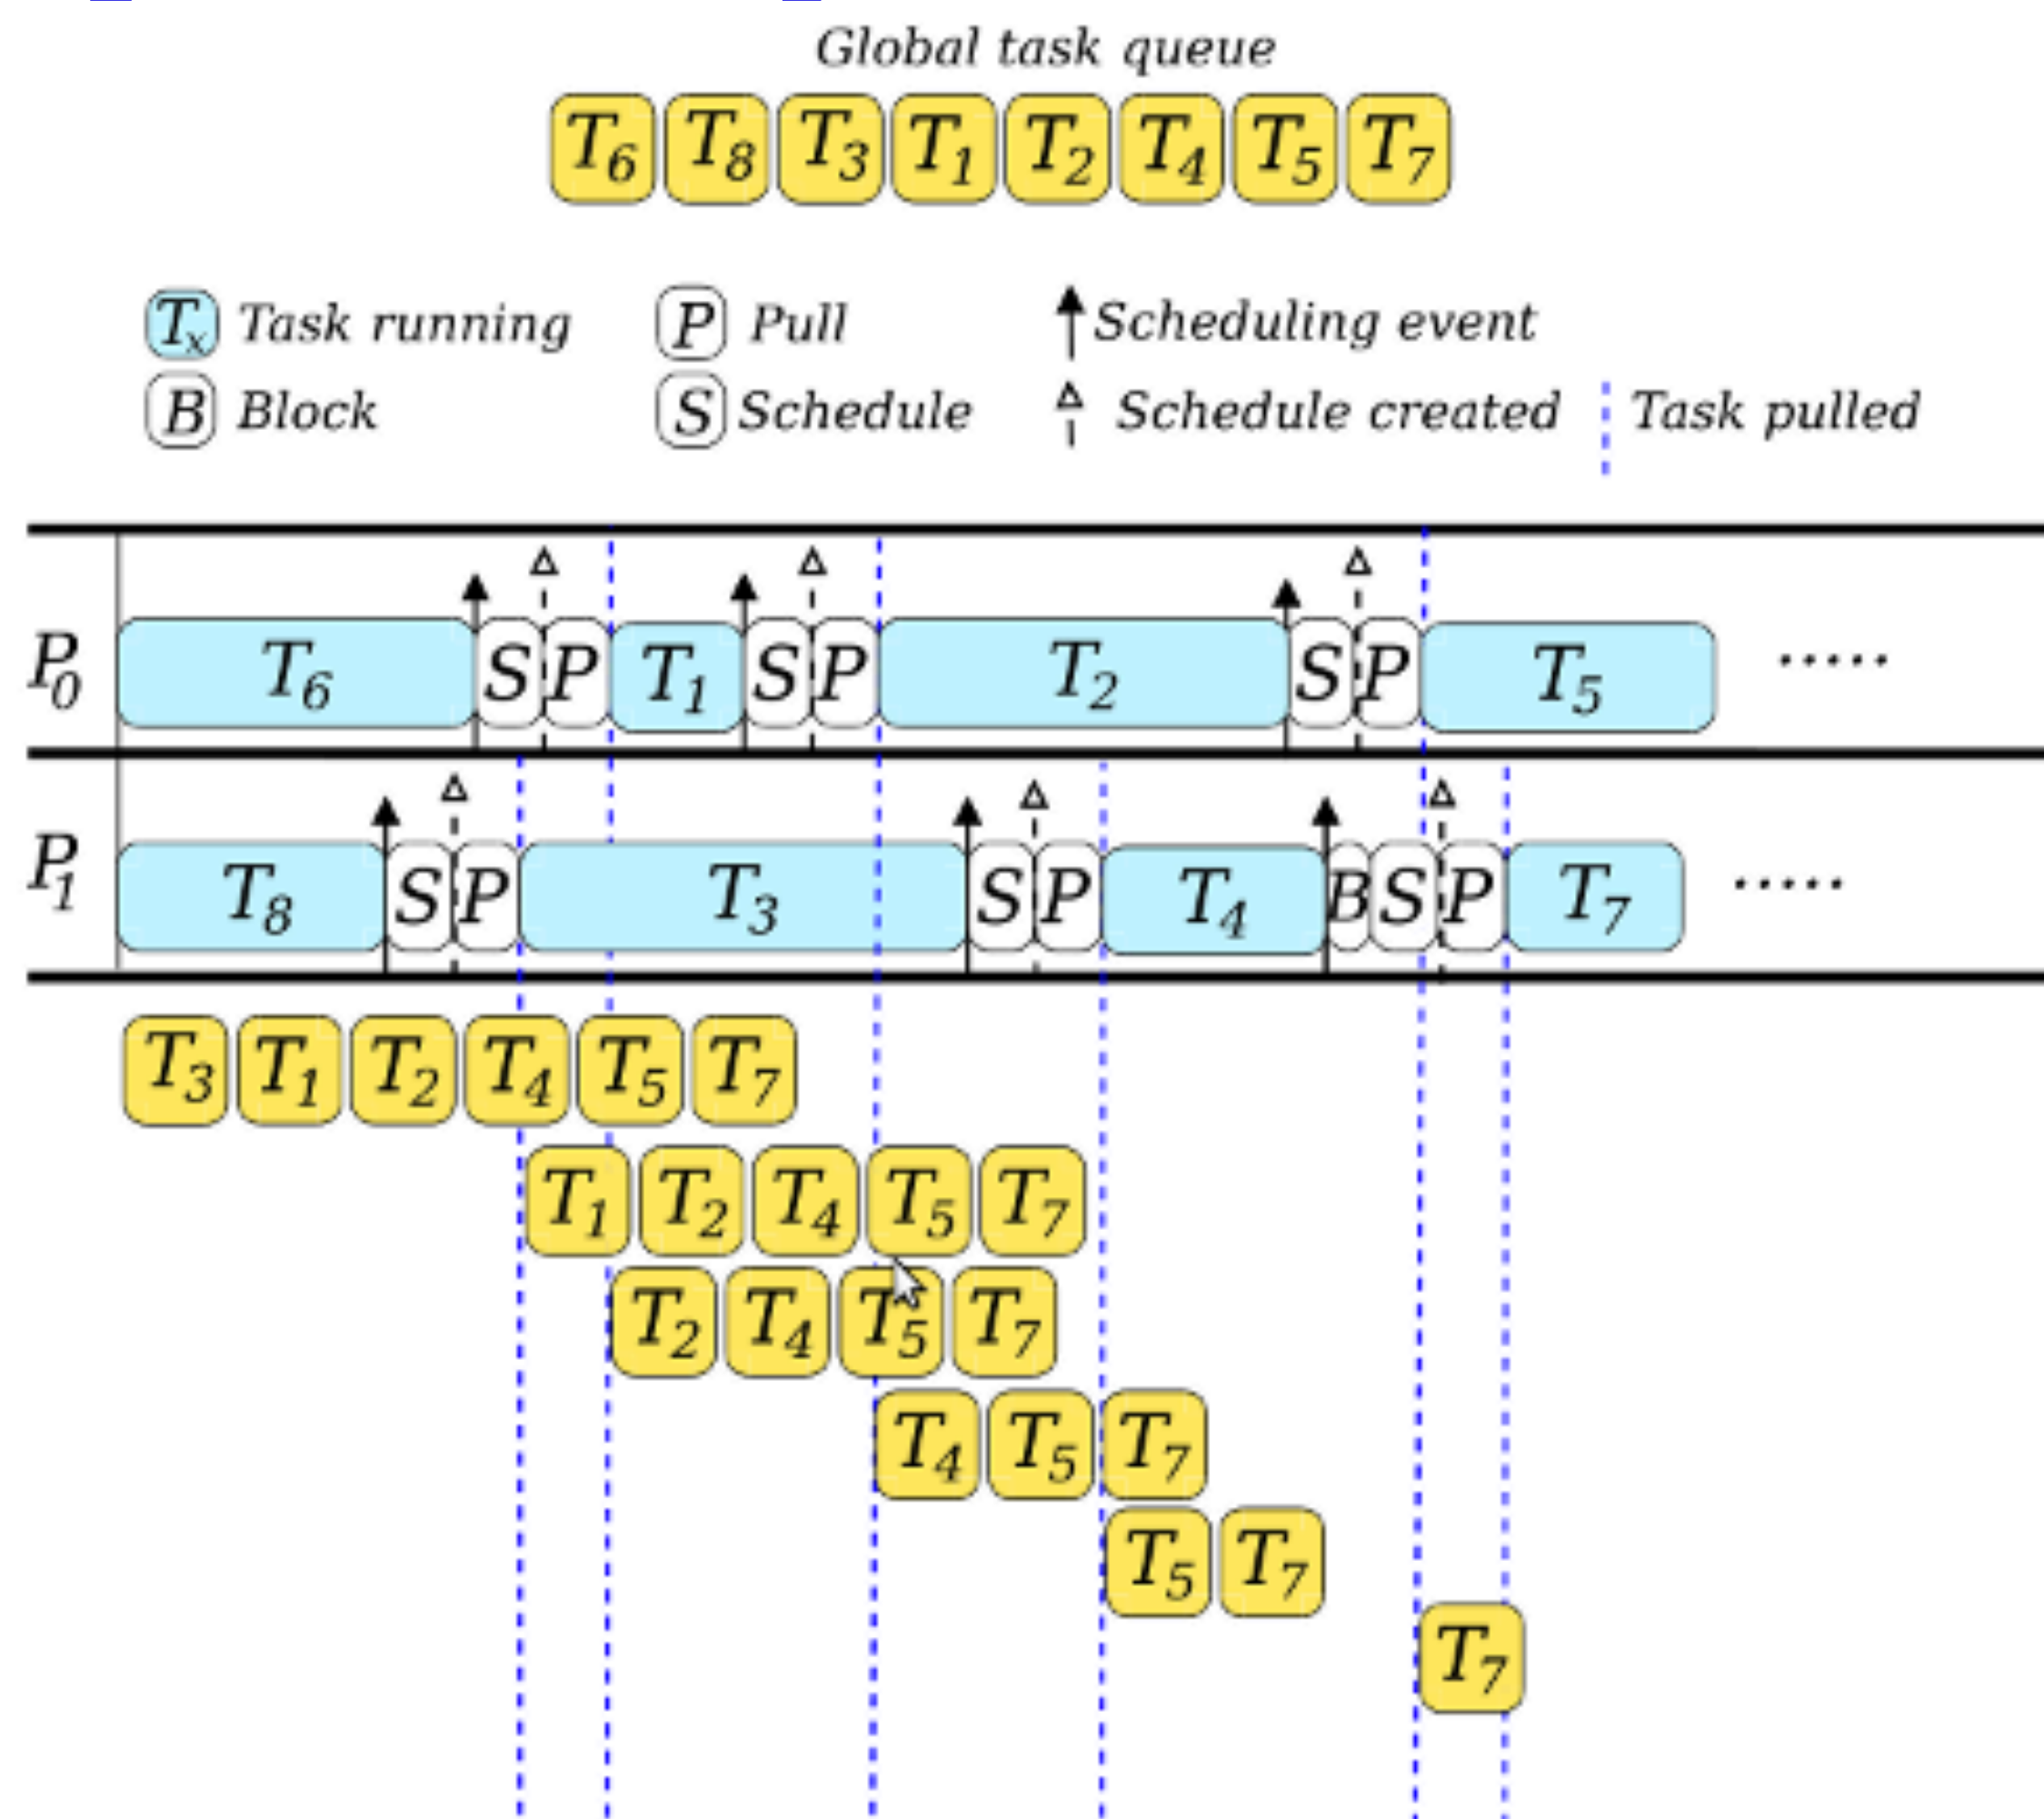 Global task queue
T6 T8 T3 T1 T2 T4 T5 T7
Tx Task running P Pull Scheduling event
B Block S Schedule Schedule created Task pulled
P0 T6 S P T1 S P T2 S P T5 .....
P1 T8 S P T3 S P T4 B S P T7 .....
T3 T1 T2 T4 T5 T7
T1 T2 T4 T5 T7
T2 T4 T5 T7
T4 T5 T7
T5 T7
T7